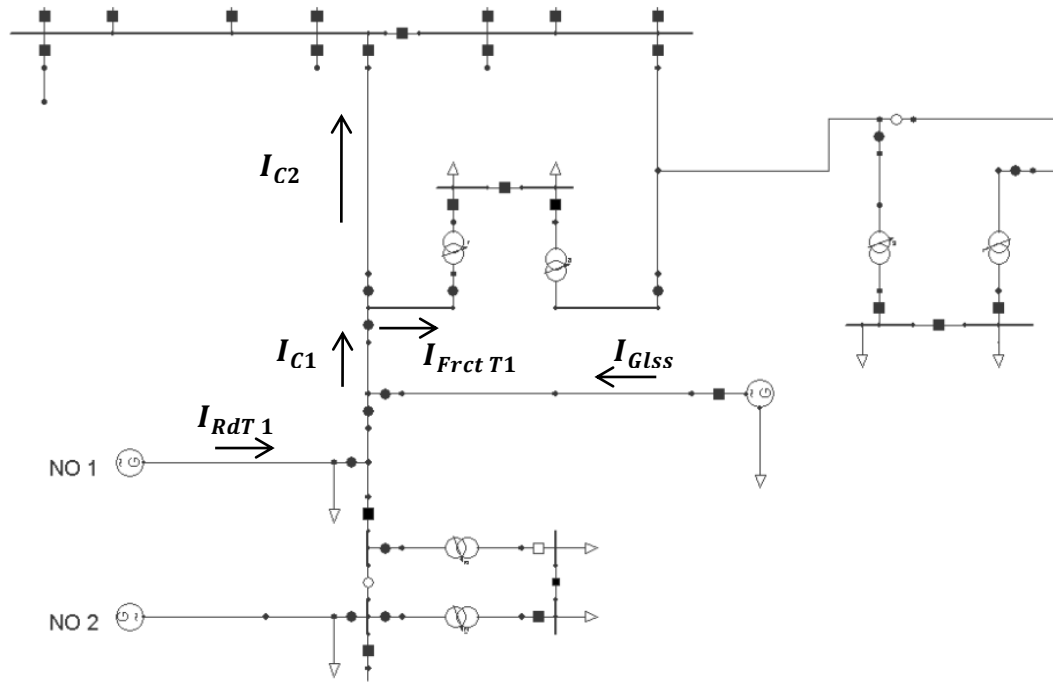 I_C2
I_C1
I_Frct T1
I_Glss
I_RdT 1
NO 1
G
G
NO 2
G